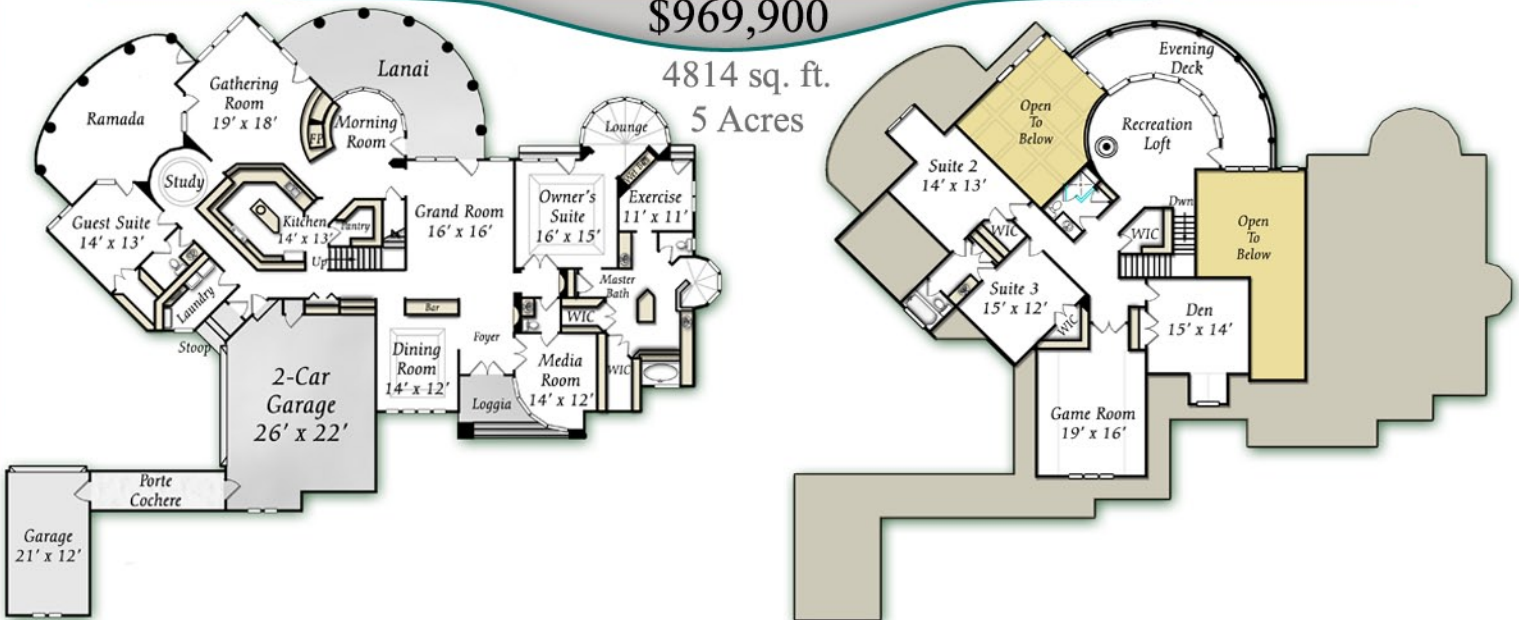 $969,900
4814 sq. ft.
5 Acres
Lanai
Gathering
Room
19' x 18'
Ramada
FP
Morning
Room
Lounge
Study
Wet Bar
Exercise
11' x 11'
Owner's
Suite
16' x 15'
Grand Room
16' x 16'
Guest Suite
14' x 13'
Kitchen
14' x 13'
Pantry
Up
Master
Bath
Laundry
Bar
WIC
Foyer
Stoop
Dining
Room
14' x 12'
Media
Room
14' x 12'
WIC
2-Car
Garage
26' x 22'
Loggia
Porte
Cochere
Garage
21' x 12'
Evening
Deck
Open
To
Below
Recreation
Loft
Suite 2
14' x 13'
Dwn
WIC
WIC
Open
To
Below
Suite 3
15' x 12'
WIC
Den
15' x 14'
Game Room
19' x 16'